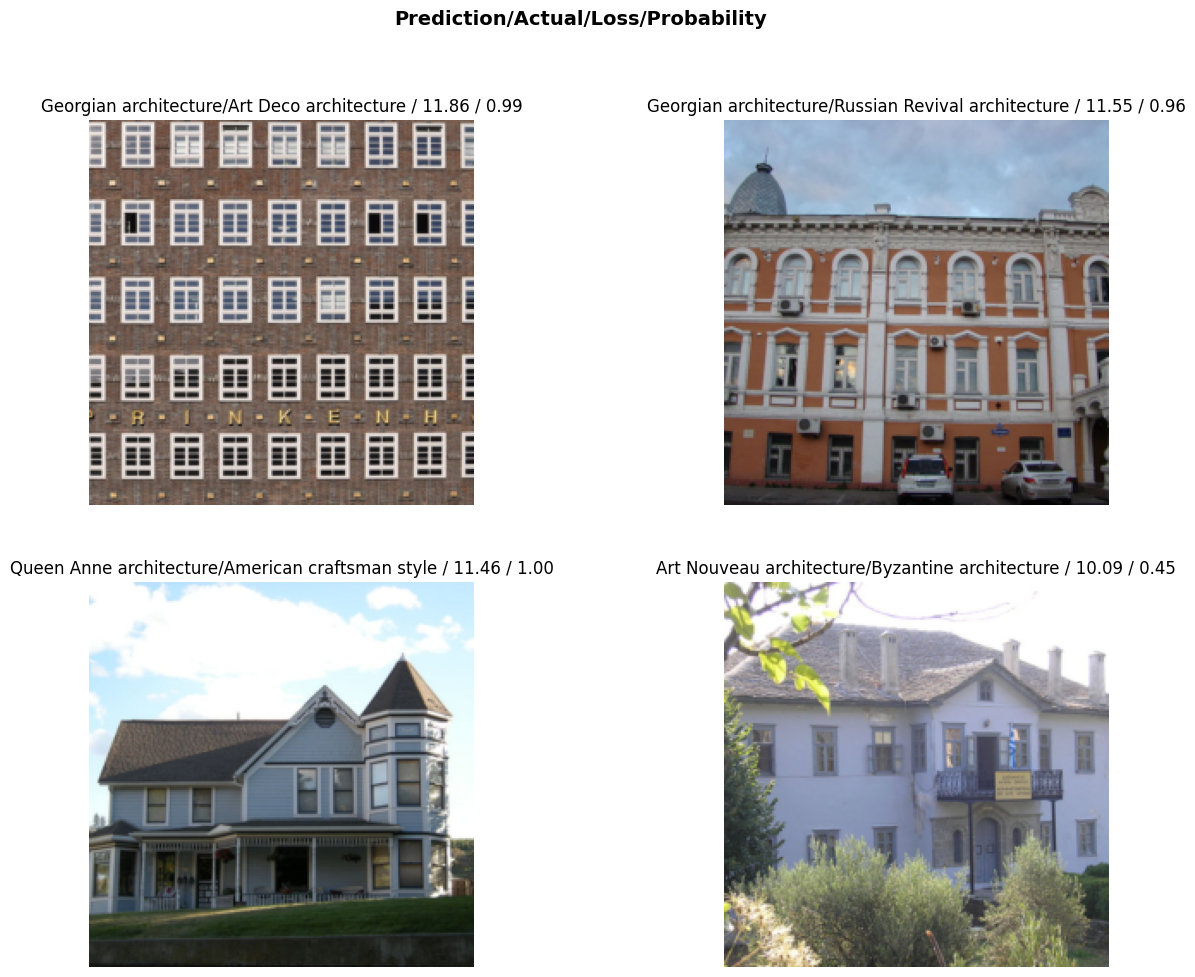 Prediction/Actual/Loss/Probability
Georgian architecture/Art Deco architecture / 11.86 / 0.99
Georgian architecture/Russian Revival architecture / 11.55 / 0.96
P R I N K E N H
Queen Anne architecture/American craftsman style / 11.46 / 1.00
Art Nouveau architecture/Byzantine architecture / 10.09 / 0.45